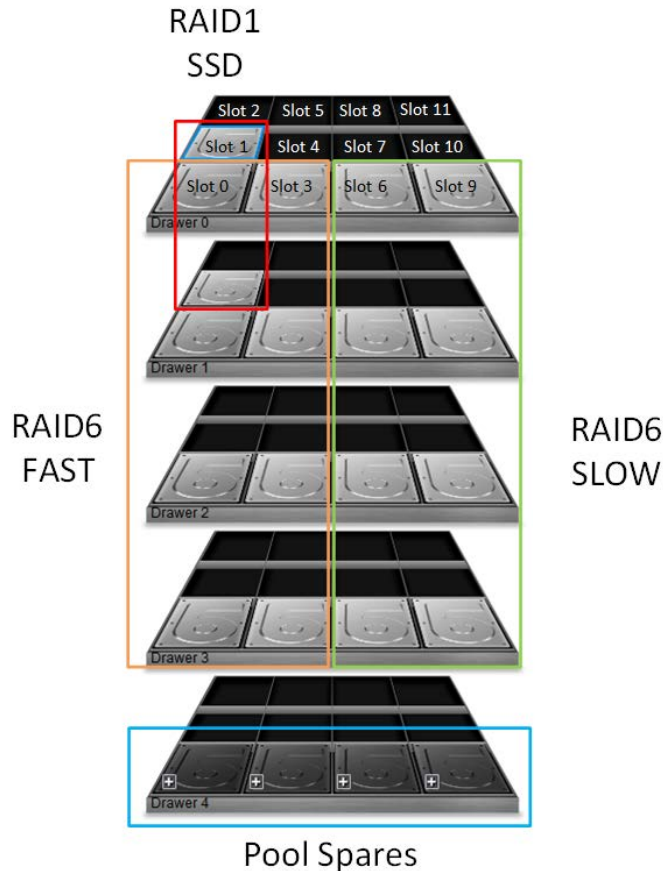 RAID1
SSD
Slot 2 Slot 5 Slot 8 Slot 11
Slot 1 Slot 4 Slot 7 Slot 10
Slot 0 Slot 3 Slot 6 Slot 9
Drawer 0
Drawer 1
RAID6
FAST
RAID6
SLOW
Drawer 2
Drawer 3
Drawer 4
Pool Spares